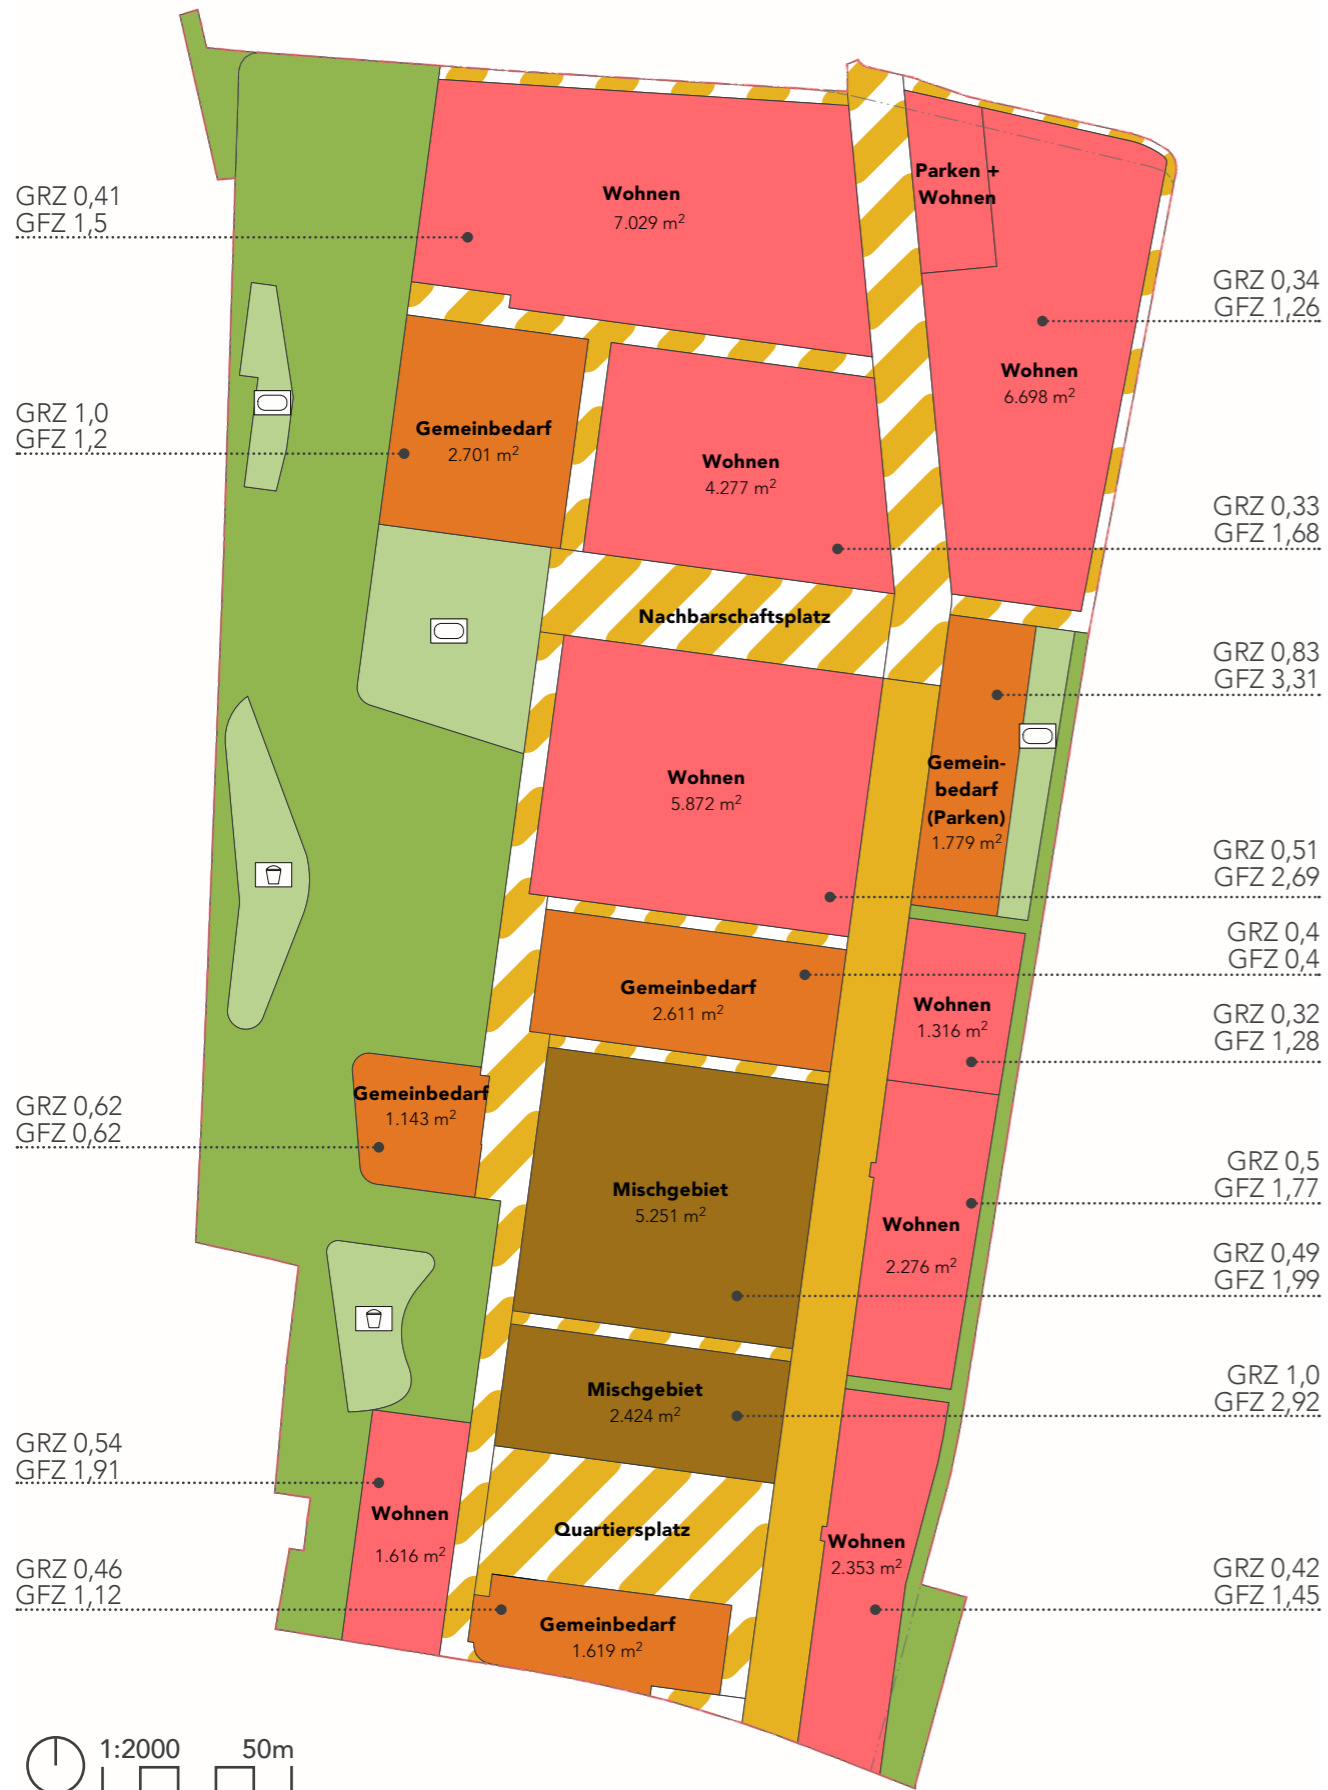 GRZ 0,41
GFZ 1,5
GRZ 1,0
GFZ 1,2
GRZ 0,62
GFZ 0,62
GRZ 0,54
GFZ 1,91
GRZ 0,46
GFZ 1,12
Wohnen
7.029 m²
Parken +
Wohnen
Wohnen
6.698 m²
Gemeinbedarf
2.701 m²
Wohnen
4.277 m²
Nachbarschaftsplatz
Wohnen
5.872 m²
Gemein-
bedarf
(Parken)
1.779 m²
Gemeinbedarf
2.611 m²
Wohnen
1.316 m²
Gemeinbedarf
1.143 m²
Mischgebiet
5.251 m²
Wohnen
2.276 m²
Mischgebiet
2.424 m²
Wohnen
1.616 m²
Quartiersplatz
Wohnen
2.353 m²
Gemeinbedarf
1.619 m²
GRZ 0,34
GFZ 1,26
GRZ 0,33
GFZ 1,68
GRZ 0,83
GFZ 3,31
GRZ 0,51
GFZ 2,69
GRZ 0,4
GFZ 0,4
GRZ 0,32
GFZ 1,28
GRZ 0,5
GFZ 1,77
GRZ 0,49
GFZ 1,99
GRZ 1,0
GFZ 2,92
GRZ 0,42
GFZ 1,45
1:2000 50m